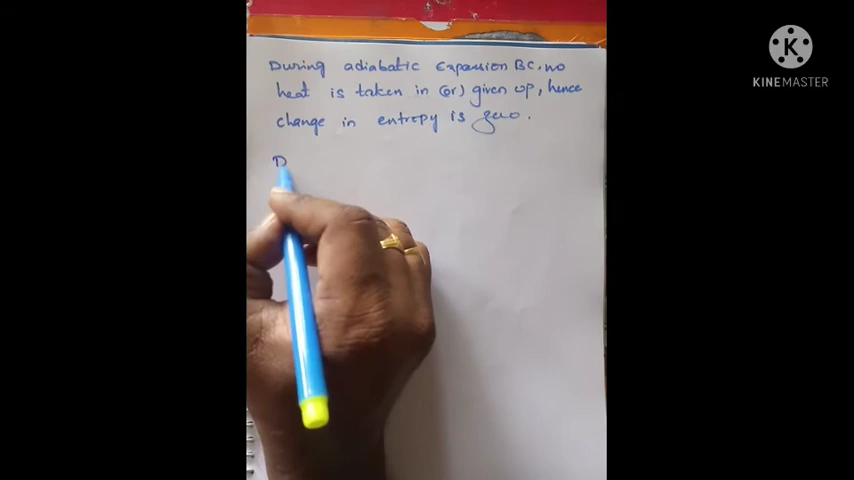 During adiabatic Expansion BC, no
heat is taken in (or) given up, hence
change in entropy is zero.
D
K
KINEMASTER